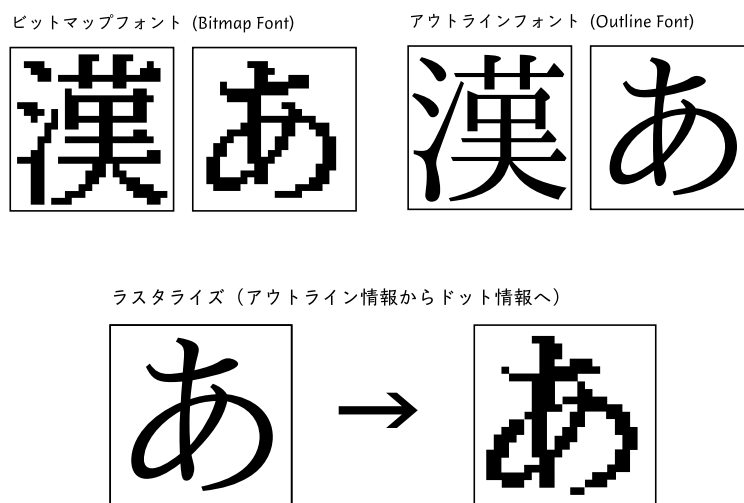 ビットマップフォント (Bitmap Font)
アウトラインフォント (Outline Font)
漢 あ
漢 あ
ラスタライズ（アウトライン情報からドット情報へ）
あ → あ